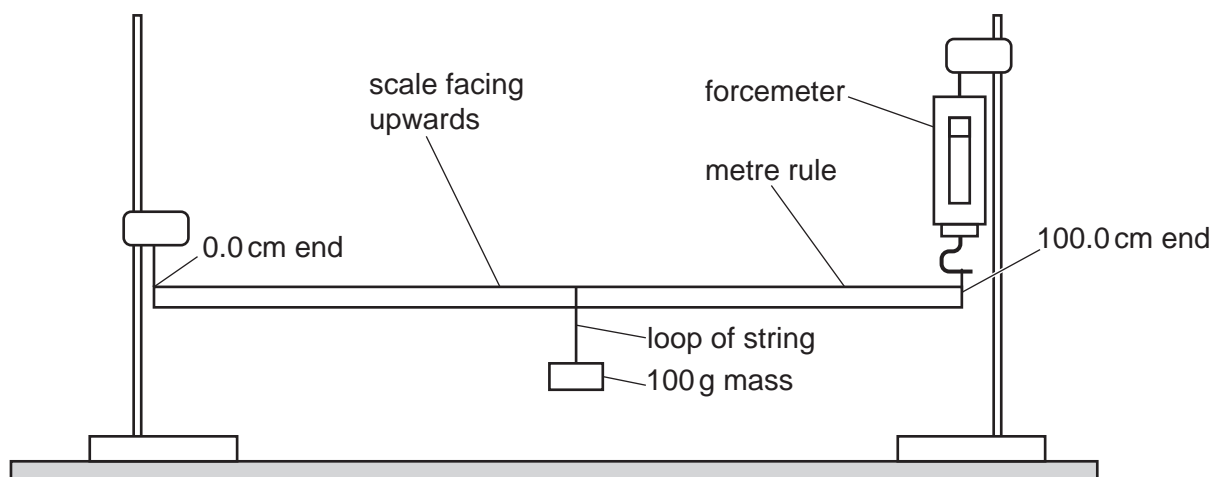 scale facing
upwards
forcemeter
metre rule
0.0 cm end
100.0 cm end
loop of string
100 g mass